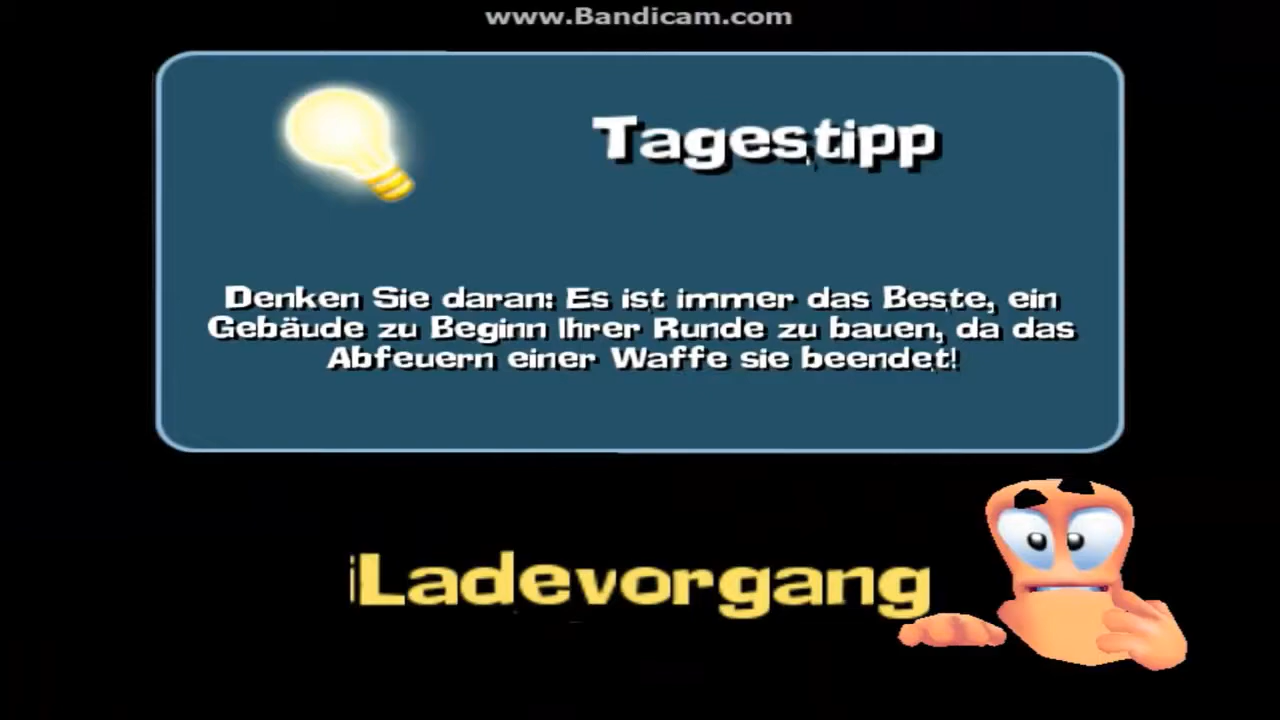 www.Bandicam.com
Tagestipp
Denken Sie daran: Es ist immer das Beste, ein
Gebäude zu Beginn Ihrer Runde zu bauen, da das
Abfeuern einer Waffe sie beendet!
Ladevorgang